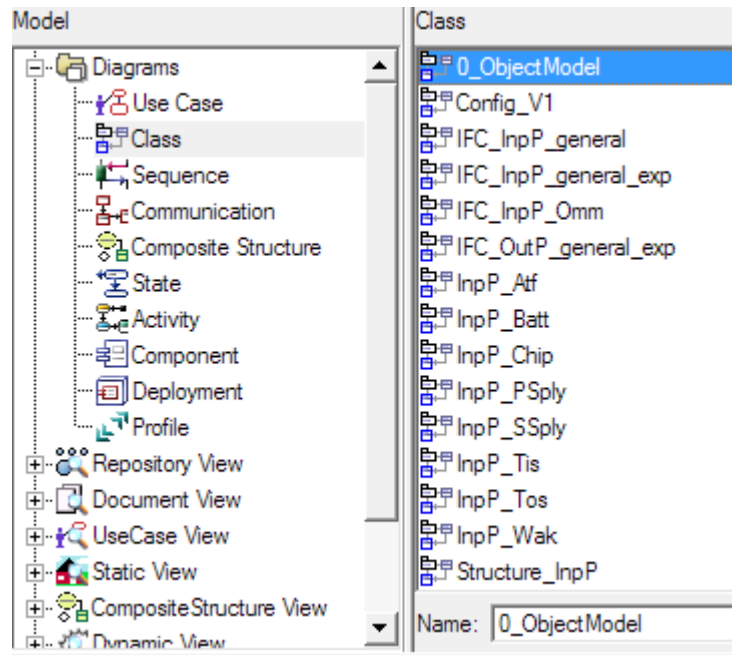 Model
Diagrams
Use Case
Class
Sequence
Communication
Composite Structure
State
Activity
Component
Deployment
Profile
Repository View
Document View
UseCase View
Static View
CompositeStructure View
Dynamic View
Class
0_ObjectModel
Config_V1
IFC_InpP_general
IFC_InpP_general_exp
IFC_InpP_Omm
IFC_OutP_general_exp
InpP_Atf
InpP_Batt
InpP_Chip
InpP_PSply
InpP_SSply
InpP_Tis
InpP_Tos
InpP_Wak
Structure_InpP
Name: 0_ObjectModel